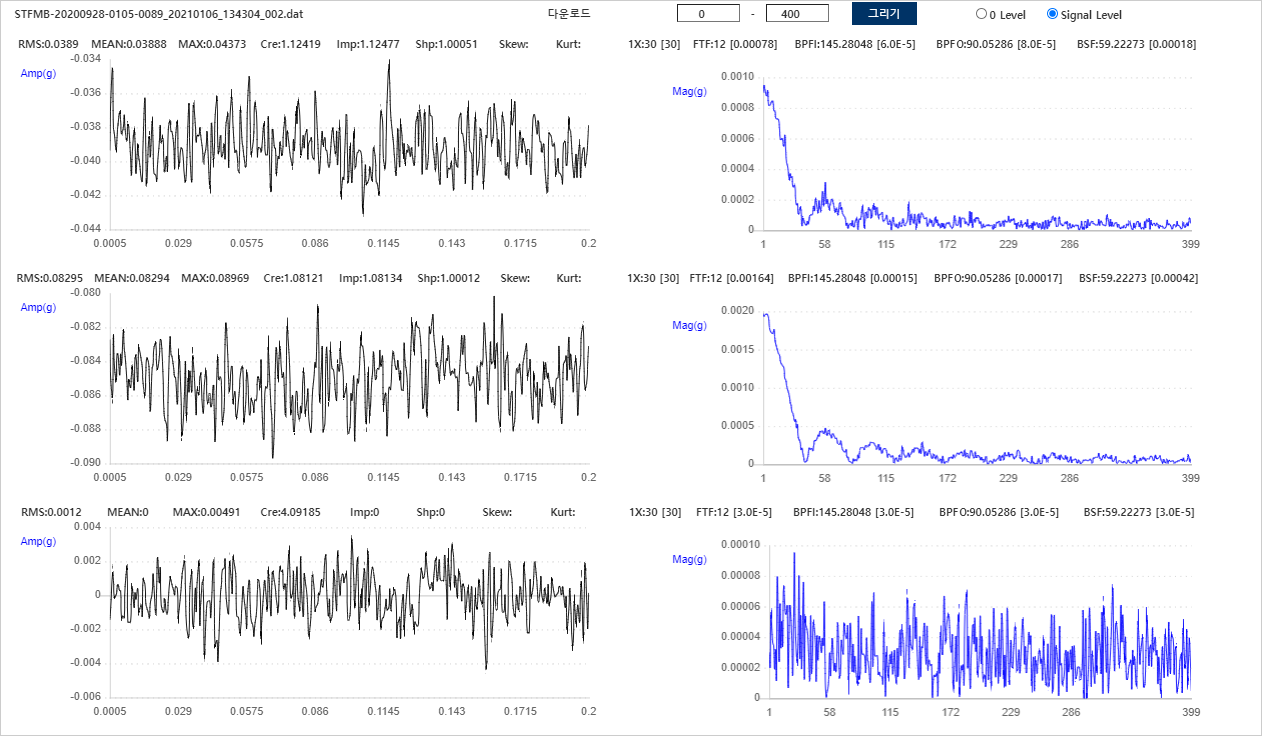 STFMB-20200928-0105-0089_20210106_134304_002.dat 다운로드 0 - 400 그리기 0 Level Signal Level
RMS:0.0389 MEAN:0.03888 MAX:0.04373 Cre:1.12419 Imp:1.12477 Shp:1.00051 Skew: Kurt:
Amp(g)
-0.034
-0.036
-0.038
-0.040
-0.042
-0.044
0.0005 0.029 0.0575 0.086 0.1145 0.143 0.1715 0.2
1X:30 [30] FTF:12 [0.00078] BPFI:145.28048 [6.0E-5] BPFO:90.05286 [8.0E-5] BSF:59.22273 [0.00018]
Mag(g)
0.0010
0.0008
0.0006
0.0004
0.0002
0
1 58 115 172 229 286 399
RMS:0.08295 MEAN:0.08294 MAX:0.08969 Cre:1.08121 Imp:1.08134 Shp:1.00012 Skew: Kurt:
Amp(g)
-0.080
-0.082
-0.084
-0.086
-0.088
-0.090
0.0005 0.029 0.0575 0.086 0.1145 0.143 0.1715 0.2
1X:30 [30] FTF:12 [0.00164] BPFI:145.28048 [0.00015] BPFO:90.05286 [0.00017] BSF:59.22273 [0.00042]
Mag(g)
0.0020
0.0015
0.0010
0.0005
0
1 58 115 172 229 286 399
RMS:0.0012 MEAN:0 MAX:0.00491 Cre:4.09185 Imp:0 Shp:0 Skew: Kurt:
Amp(g)
0.004
0.002
0
-0.002
-0.004
-0.006
0.0005 0.029 0.0575 0.086 0.1145 0.143 0.1715 0.2
1X:30 [30] FTF:12 [3.0E-5] BPFI:145.28048 [3.0E-5] BPFO:90.05286 [3.0E-5] BSF:59.22273 [3.0E-5]
Mag(g)
0.00010
0.00008
0.00006
0.00004
0.00002
0
1 58 115 172 229 286 399